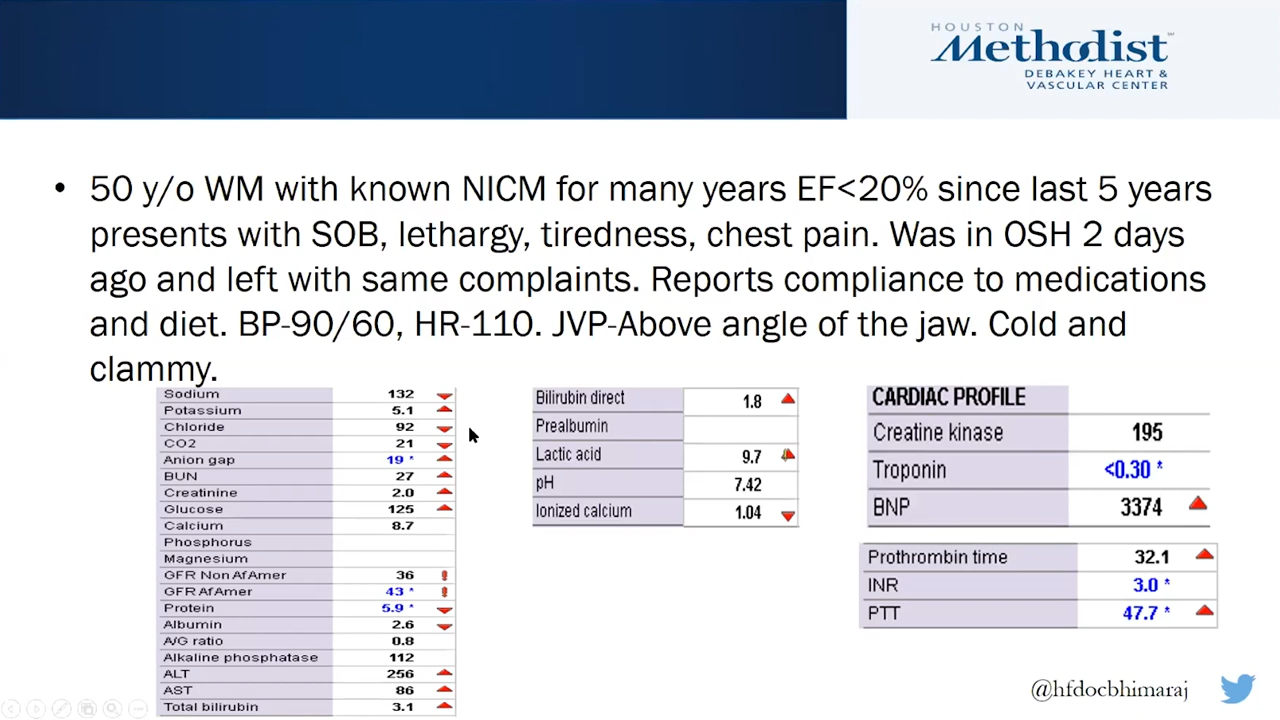 HOUSTON
Methodist
DEBAKEY HEART &
VASCULAR CENTER
• 50 y/o WM with known NICM for many years EF<20% since last 5 years
presents with SOB, lethargy, tiredness, chest pain. Was in OSH 2 days
ago and left with same complaints. Reports compliance to medications
and diet. BP-90/60, HR-110. JVP-Above angle of the jaw. Cold and
clammy.
Sodium 132
Potassium 5.1
Chloride 92
CO2 21
Anion gap 19 *
BUN 27
Creatinine 2.0
Glucose 125
Calcium 8.7
Phosphorus
Magnesium
GFR Non AfAmer 36
GFR AfAmer 43 *
Protein 5.9 *
Albumin 2.6
A/G ratio 0.8
Alkaline phosphatase 112
ALT 256
AST 86
Total bilirubin 3.1
Bilirubin direct 1.8
Prealbumin
Lactic acid 9.7
pH 7.42
Ionized calcium 1.04
CARDIAC PROFILE
Creatine kinase 195
Troponin <0.30 *
BNP 3374
Prothrombin time 32.1
INR 3.0 *
PTT 47.7 *
@hfdocbhimaraj